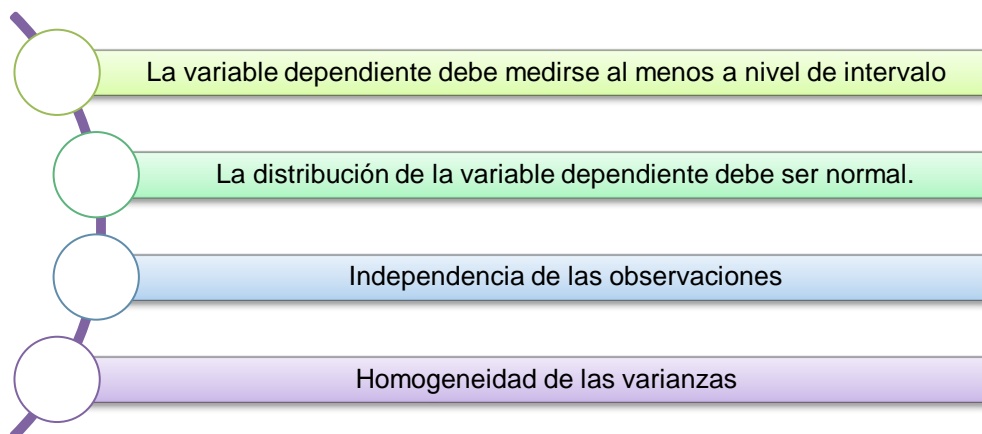 La variable dependiente debe medirse al menos a nivel de intervalo
La distribución de la variable dependiente debe ser normal.
Independencia de las observaciones
Homogeneidad de las varianzas